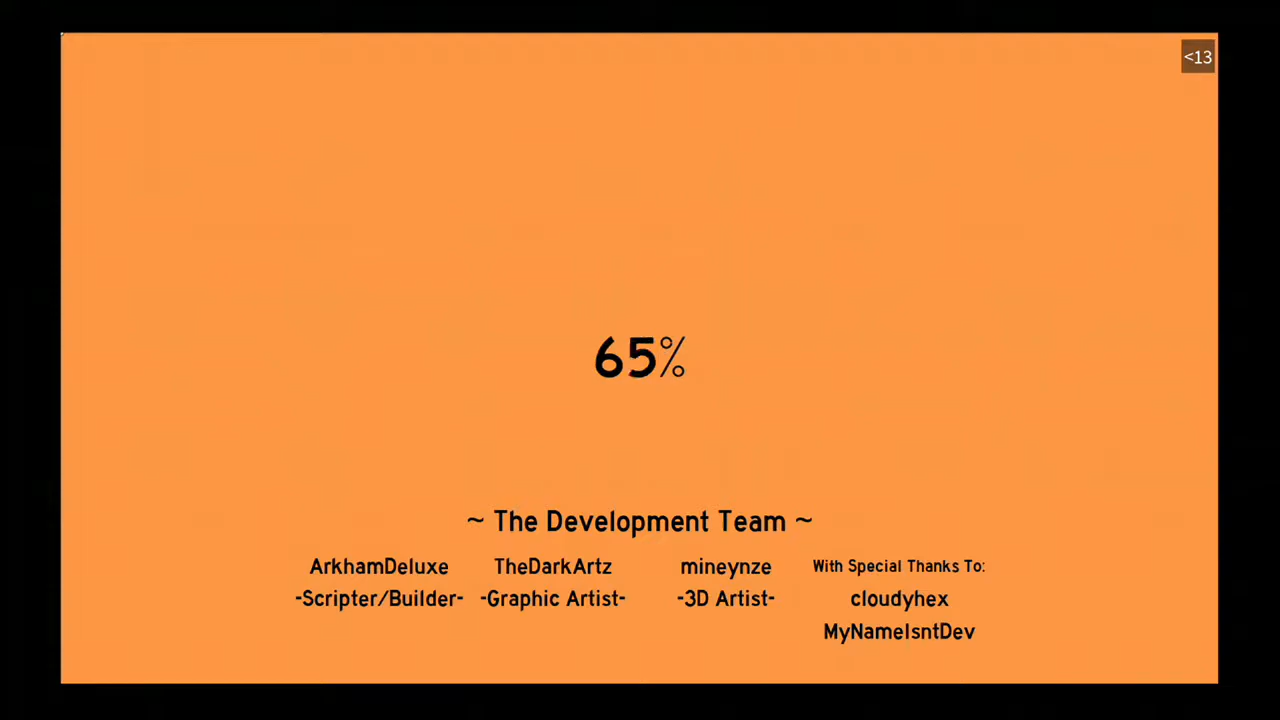 <13
65%
~ The Development Team ~
ArkhamDeluxe TheDarkArtz mineynze With Special Thanks To:
-Scripter/Builder- -Graphic Artist- -3D Artist- cloudyhex
MyNameIsntDev